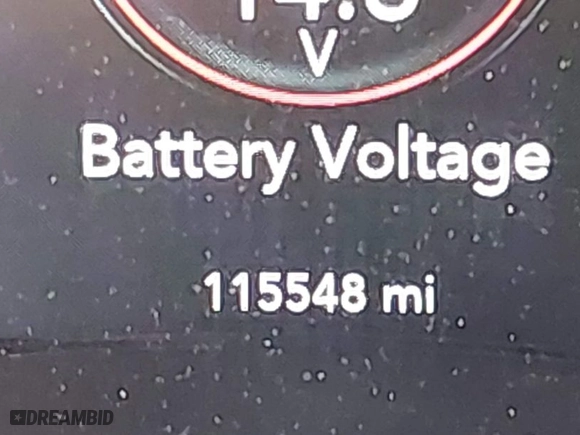 V
Battery Voltage
115548 mi
DREAMBID